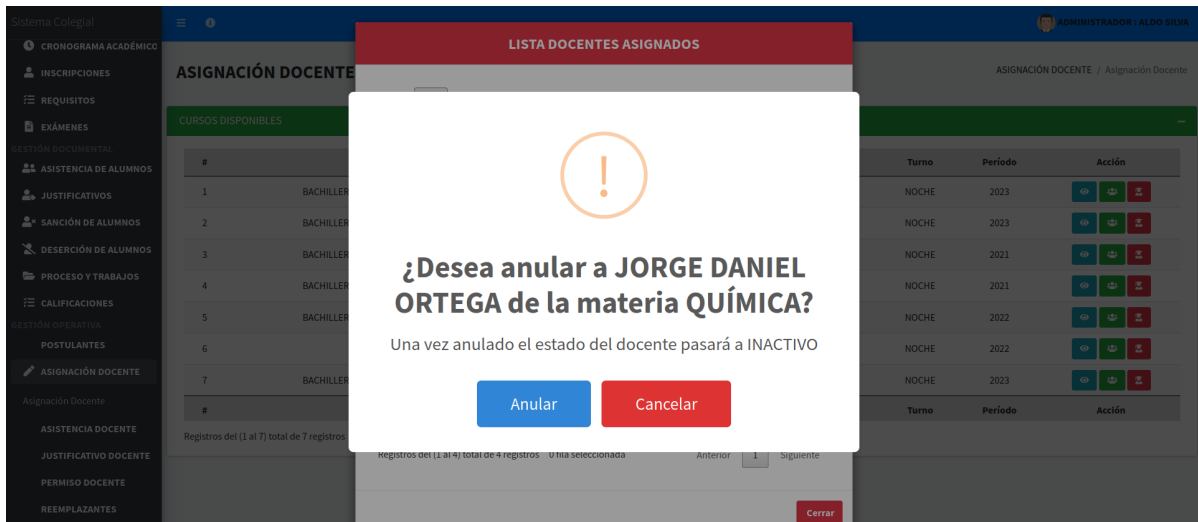 Sistema Colegial
ADMINISTRADOR : ALDO SILVA
CRONOGRAMA ACADÉMICO
INSCRIPCIONES
REQUISITOS
EXÁMENES
GESTIÓN DOCUMENTAL
ASISTENCIA DE ALUMNOS
JUSTIFICATIVOS
SANCIÓN DE ALUMNOS
DESERCIÓN DE ALUMNOS
PROCESO Y TRABAJOS
CALIFICACIONES
GESTIÓN OPERATIVA
POSTULANTES
ASIGNACIÓN DOCENTE
Asignación Docente
ASISTENCIA DOCENTE
JUSTIFICATIVO DOCENTE
PERMISO DOCENTE
REEMPLAZANTES
ASIGNACIÓN DOCENTE
ASIGNACIÓN DOCENTE / Asignación Docente
CURSOS DISPONIBLES
# Turno Período Acción
1 BACHILLER NOCHE 2023
2 BACHILLER NOCHE 2023
3 BACHILLER NOCHE 2021
4 BACHILLER NOCHE 2021
5 BACHILLER NOCHE 2022
6 NOCHE 2022
7 BACHILLER NOCHE 2023
# Turno Período Acción
Registros del (1 al 7) total de 7 registros
LISTA DOCENTES ASIGNADOS
!
¿Desea anular a JORGE DANIEL
ORTEGA de la materia QUÍMICA?
Una vez anulado el estado del docente pasará a INACTIVO
Anular Cancelar
Registros del (1 al 4) total de 4 registros 0 fila seleccionada Anterior 1 Siguiente
Cerrar